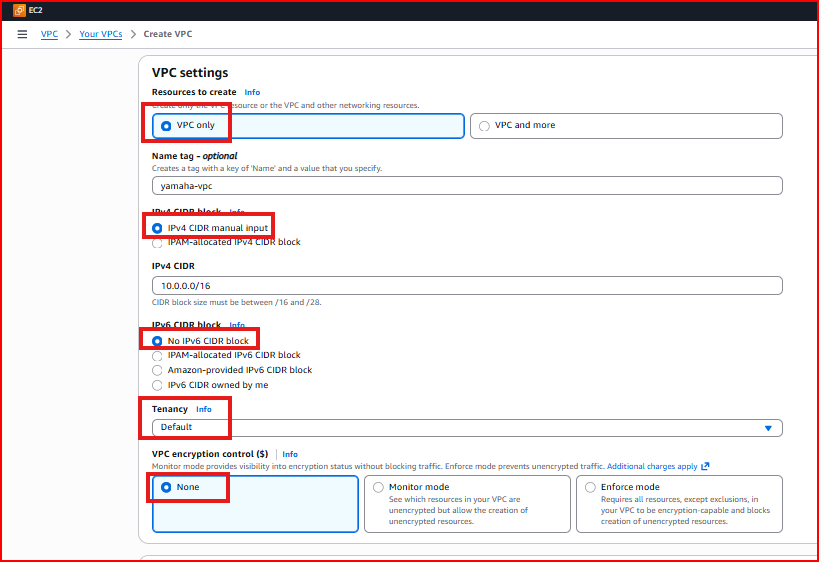 EC2
VPC > Your VPCs > Create VPC
VPC settings
Resources to create Info
Create only the VPC resource or the VPC and other networking resources.
VPC only
VPC and more
Name tag - optional
Creates a tag with a key of 'Name' and a value that you specify.
yamaha-vpc
IPv4 CIDR block Info
IPv4 CIDR manual input
IPAM-allocated IPv4 CIDR block
IPv4 CIDR
10.0.0.0/16
CIDR block size must be between /16 and /28.
IPv6 CIDR block Info
No IPv6 CIDR block
IPAM-allocated IPv6 CIDR block
Amazon-provided IPv6 CIDR block
IPv6 CIDR owned by me
Tenancy Info
Default
VPC encryption control ($) Info
Monitor mode provides visibility into encryption status without blocking traffic. Enforce mode prevents unencrypted traffic. Additional charges apply
None
Monitor mode
See which resources in your VPC are
unencrypted but allow the creation of
unencrypted resources.
Enforce mode
Requires all resources, except exclusions, in
your VPC to be encryption-capable and blocks
creation of unencrypted resources.